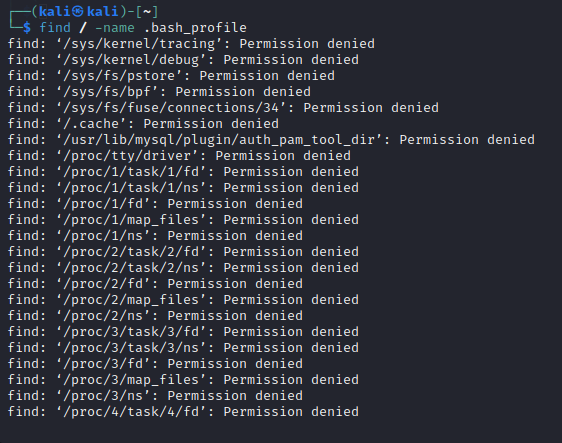 ┌──(kali㉿kali)-[~]
└─$ find / -name .bash_profile
find: ‘/sys/kernel/tracing’: Permission denied
find: ‘/sys/kernel/debug’: Permission denied
find: ‘/sys/fs/pstore’: Permission denied
find: ‘/sys/fs/bpf’: Permission denied
find: ‘/sys/fs/fuse/connections/34’: Permission denied
find: ‘/.cache’: Permission denied
find: ‘/usr/lib/mysql/plugin/auth_pam_tool_dir’: Permission denied
find: ‘/proc/tty/driver’: Permission denied
find: ‘/proc/1/task/1/fd’: Permission denied
find: ‘/proc/1/task/1/ns’: Permission denied
find: ‘/proc/1/fd’: Permission denied
find: ‘/proc/1/map_files’: Permission denied
find: ‘/proc/1/ns’: Permission denied
find: ‘/proc/2/task/2/fd’: Permission denied
find: ‘/proc/2/task/2/ns’: Permission denied
find: ‘/proc/2/fd’: Permission denied
find: ‘/proc/2/map_files’: Permission denied
find: ‘/proc/2/ns’: Permission denied
find: ‘/proc/3/task/3/fd’: Permission denied
find: ‘/proc/3/task/3/ns’: Permission denied
find: ‘/proc/3/fd’: Permission denied
find: ‘/proc/3/map_files’: Permission denied
find: ‘/proc/3/ns’: Permission denied
find: ‘/proc/4/task/4/fd’: Permission denied